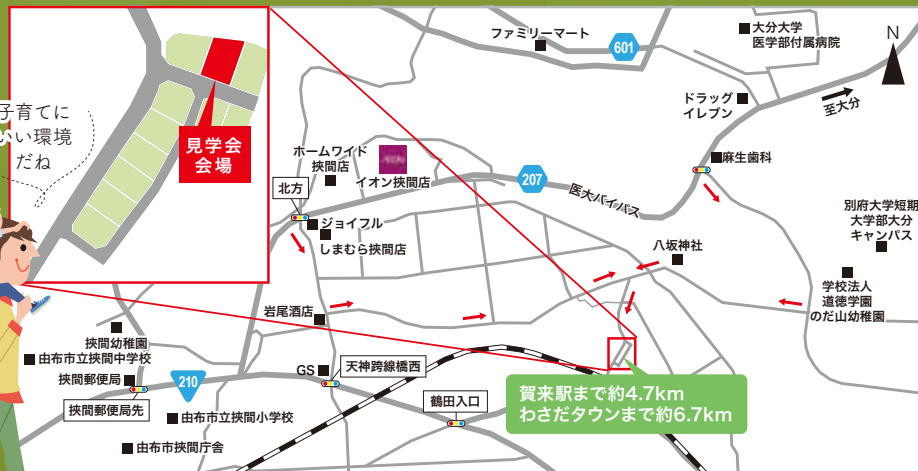 子育てに
いい環境
だね
見学会
会場
ファミリーマート
601
大分大学
医学部付属病院
N
ドラッグ
イレブン
至大分
麻生歯科
ホームワイド
挾間店
AEON
イオン挾間店
207
医大バイパス
北方
ジョイフル
しまむら挾間店
別府大学短期
大学部大分
キャンパス
八坂神社
学校法人
道徳学園
のだ山幼稚園
岩尾酒店
挾間幼稚園
由布市立挾間中学校
挾間郵便局
210
GS
天神跨線橋西
挾間郵便局先
由布市立挾間小学校
由布市挾間庁舎
鶴田入口
賀来駅まで約4.7km
わさだタウンまで約6.7km